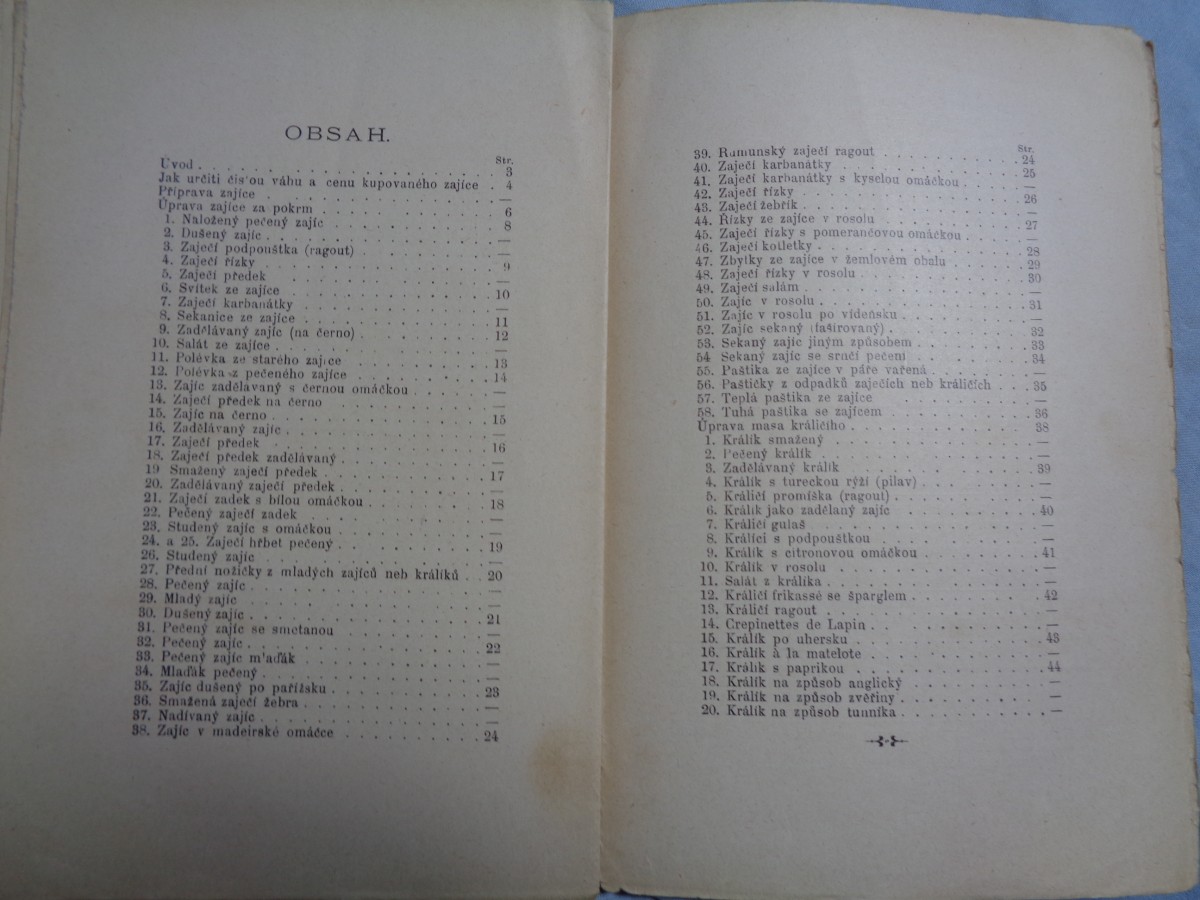 OBSAH.
Str.
Úvod . . . 3
Jak určiti čis'ou váhu a cenu kupovaného zajíce . 4
Příprava zajíce . . . —
Úprava zajíce za pokrm . . . 6
1. Naložený pečený zajíc . . . 8
2. Dušený zajíc . . . —
3. Zaječí podpouštka (ragout) . . . —
4. Zaječí řízky . . . 9
5. Zaječí předek . . . —
6. Svítek ze zajíce . . . 10
7. Zaječí karbanátky . . . —
8. Sekanice ze zajíce . . . 11
9. Zadělávaný zajíc (na černo) . . . 12
10. Salát ze zajíce . . . —
11. Polévka ze starého zajíce . . . 13
12. Polévka z pečeného zajíce . . . 14
13. Zajíc zadělávaný s černou omáčkou . . . —
14. Zaječí předek na černo . . . —
15. Zajíc na černo . . . 15
16. Zadělávaný zajíc . . . —
17. Zaječí předek . . . 16
18. Zaječí předek zadělávaný . . . —
19 Smažený zaječí předek . . . 17
20. Zadělávaný zaječí předek . . . —
21. Zaječí zadek s bílou omáčkou . . . 18
22. Pečený zaječí zadek . . . —
23. Studený zajíc s omáčkou . . . —
24. a 25. Zaječí hřbet pečený . . . 19
26. Studený zajíc . . . —
27. Přední nožičky z mladých zajíců neb králíků . . 20
28. Pečený zajíc . . . —
29. Mladý zajíc . . . —
30. Dušený zajíc . . . 21
31. Pečený zajíc se smetanou . . . —
32. Pečený zajíc . . . 22
33. Pečený zajíc m'aďák . . . —
34. Mlaďák pečený . . . —
35. Zajíc dušený po pařížsku . . . 23
36. Smažená zaječí žebra . . . —
37. Nadívaný zajíc . . . —
38. Zajíc v madeirské omáčce . . . 24
Str.
39. Rumunský zaječí ragout . . . 24
40. Zaječí karbanátky . . . 25
41. Zaječí karbanátky s kyselou omáčkou . . . —
42. Zaječí řízky . . . 26
43. Zaječí žebřík . . . —
44. Řízky ze zajíce v rosolu . . . 27
45. Zaječí řízky s pomerančovou omáčkou . . . —
46. Zaječí kotletky . . . 28
47. Zbytky ze zajíce v žemlovém obalu . . . 29
48. Zaječí řízky v rosolu . . . 30
49. Zaječí salám . . . —
50. Zajíc v rosolu . . . 31
51. Zajíc v rosolu po vídeňsku . . . —
52. Zajíc sekaný (fašírovaný) . . . 32
53. Sekaný zajíc jiným způsobem . . . 33
54 Sekaný zajíc se srnčí pečení . . . 34
55. Paštika ze zajíce v páře vařená . . . —
56. Paštičky z odpadků zaječích neb králičích . . . 35
57. Teplá paštika ze zajíce . . . —
58. Tuhá paštika se zajícem . . . 36
Úprava masa králičího . . . 38
1. Králík smažený . . . —
2. Pečený králík . . . —
3. Zadělávaný králík . . . 39
4. Králík s tureckou rýží (pilav) . . . —
5. Králičí promíška (ragout) . . . —
6. Králík jako zadělaný zajíc . . . 40
7. Králičí gulaš . . . —
8. Králíci s podpouštkou . . . —
9. Králík s citronovou omáčkou . . . 41
10. Králík v rosolu . . . —
11. Salát z králíka . . . —
12. Králičí frikassé se šparglem . . . 42
13. Králičí ragout . . . —
14. Crepinettes de Lapin . . . —
15. Králík po uhersku . . . 43
16. Králík à la matelote . . . —
17. Králík s paprikou . . . 44
18. Králík na způsob anglický . . . —
19. Králík na způsob zvěřiny . . . —
20. Králík na způsob tunníka . . . —